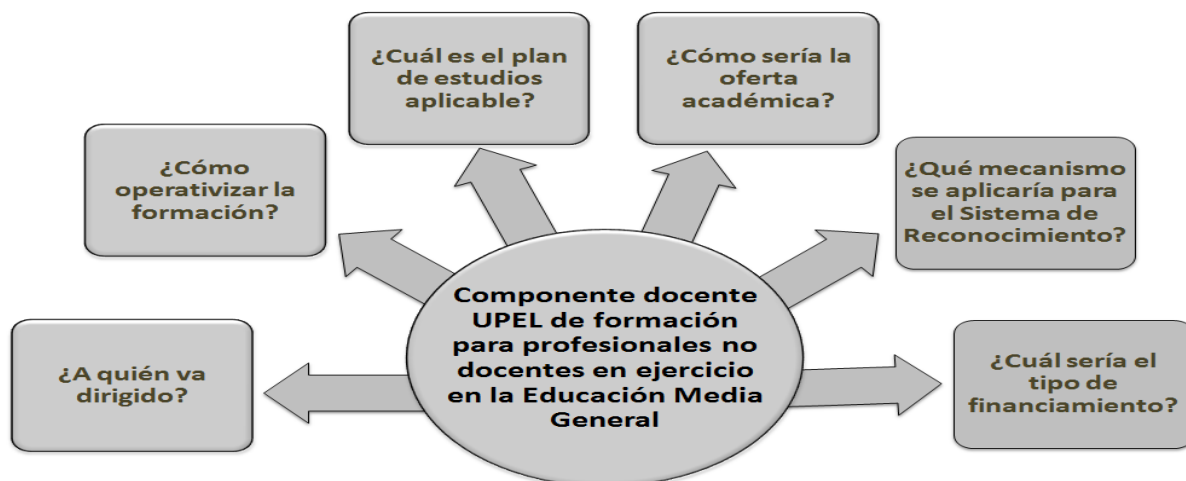 ¿Cuál es el plan
de estudios
aplicable?
¿Cómo sería la
oferta
académica?
¿Cómo
operativizar la
formación?
¿Qué mecanismo
se aplicaría para
el Sistema de
Reconocimiento?
¿A quién va
dirigido?
Componente docente
UPEL de formación
para profesionales no
docentes en ejercicio
en la Educación Media
General
¿Cuál sería el
tipo de
financiamiento?